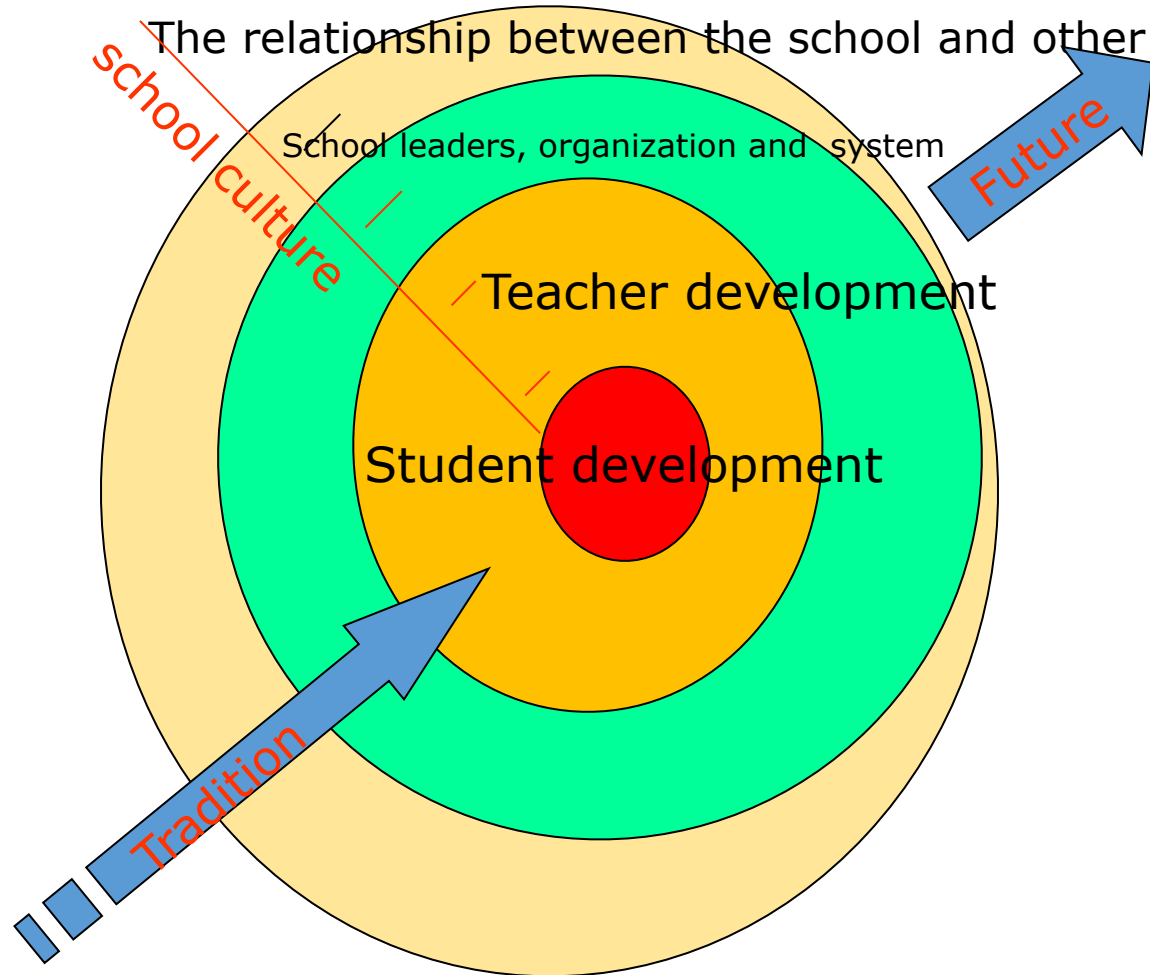 The relationship between the school and other
school culture
School leaders, organization and system
Future
Teacher development
Student development
Tradition